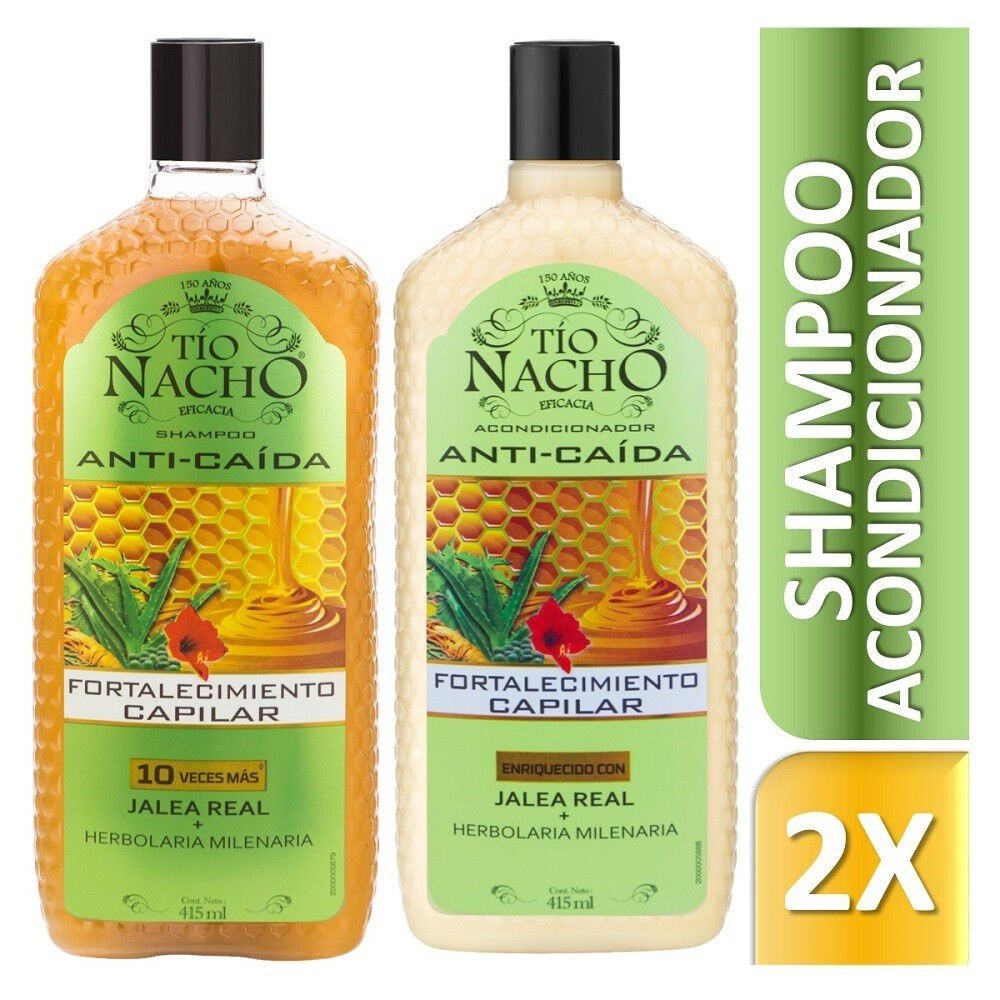 150 AÑOS
TÍO
NACHO®
EFICACIA
SHAMPOO
ANTI-CAÍDA
FORTALECIMIENTO
CAPILAR
10 VECES MÁS◊
JALEA REAL
+
HERBOLARIA MILENARIA
Cont. Neto :
415 ml
2000005879
150 AÑOS
TÍO
NACHO®
EFICACIA
ACONDICIONADOR
ANTI-CAÍDA
FORTALECIMIENTO
CAPILAR
ENRIQUECIDO CON
JALEA REAL
+
HERBOLARIA MILENARIA
Cont. Neto :
415 ml
2000005888
SHAMPOO
ACONDICIONADOR
2X